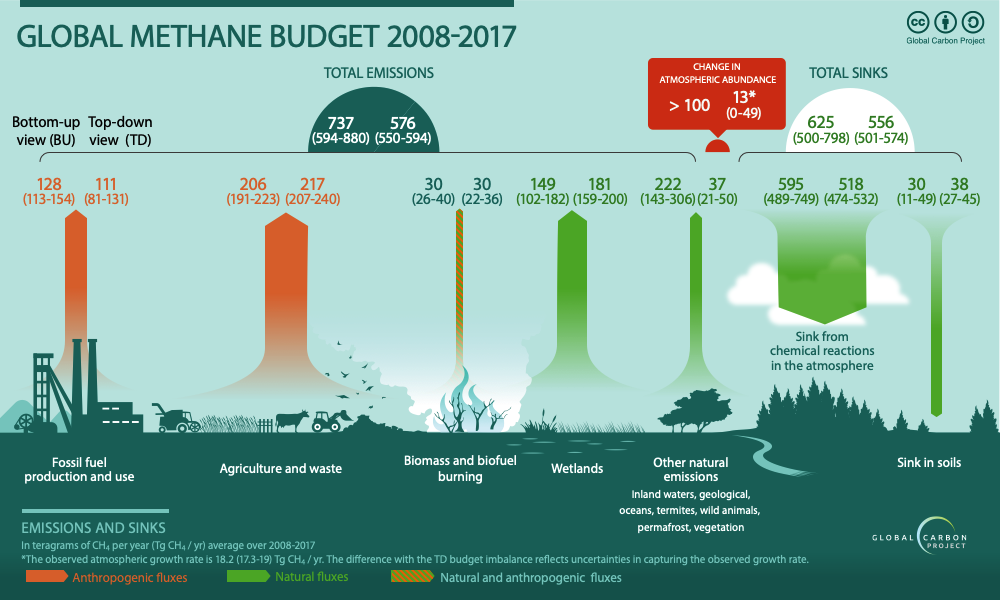 GLOBAL METHANE BUDGET 2008-2017
cc
Global Carbon Project
TOTAL EMISSIONS
CHANGE IN
ATMOSPHERIC ABUNDANCE
TOTAL SINKS
Bottom-up view (BU)
Top-down view (TD)
737 576
(594-880) (550-594)
> 100 13*
(0-49)
625 556
(500-798) (501-574)
128 111
(113-154) (81-131)
206 217
(191-223) (207-240)
30 30
(26-40) (22-36)
149 181
(102-182) (159-200)
222 37
(143-306) (21-50)
595 518
(489-749) (474-532)
30 38
(11-49) (27-45)
Sink from
chemical reactions
in the atmosphere
Fossil fuel
production and use
Agriculture and waste
Biomass and biofuel
burning
Wetlands
Other natural
emissions
Inland waters, geological,
oceans, termites, wild animals,
permafrost, vegetation
Sink in soils
EMISSIONS AND SINKS
In teragrams of CH₄ per year (Tg CH₄ / yr) average over 2008-2017
*The observed atmospheric growth rate is 18.2 (17.3-19) Tg CH₄ / yr. The difference with the TD budget imbalance reflects uncertainties in capturing the observed growth rate.
Anthropogenic fluxes
Natural fluxes
Natural and anthropogenic fluxes
GLOBAL CARBON
PROJECT